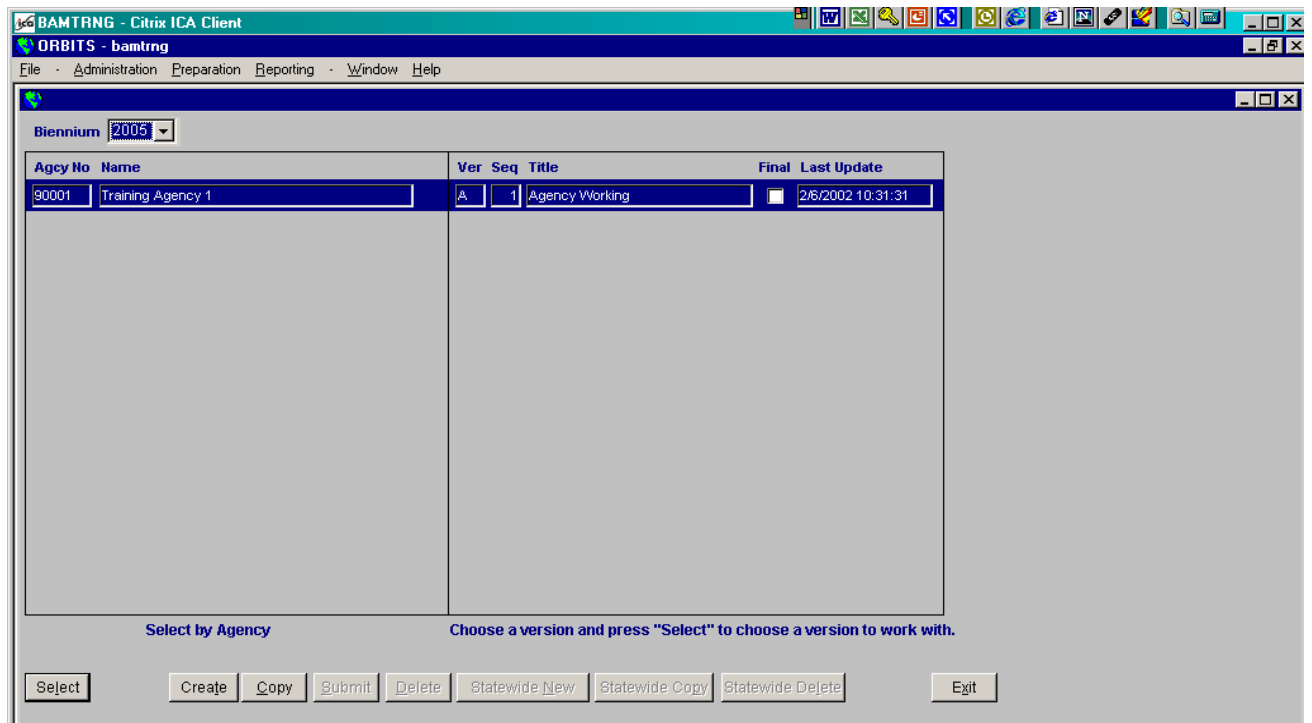 BAMTRNG - Citrix ICA Client
ORBITS - bamtrng
File - Administration Preparation Reporting - Window Help
Biennium 2005
Agcy No Name Ver Seq Title Final Last Update
90001 Training Agency 1 A 1 Agency Working 2/6/2002 10:31:31
Select by Agency Choose a version and press "Select" to choose a version to work with.
Select Create Copy Submit Delete Statewide New Statewide Copy Statewide Delete Exit